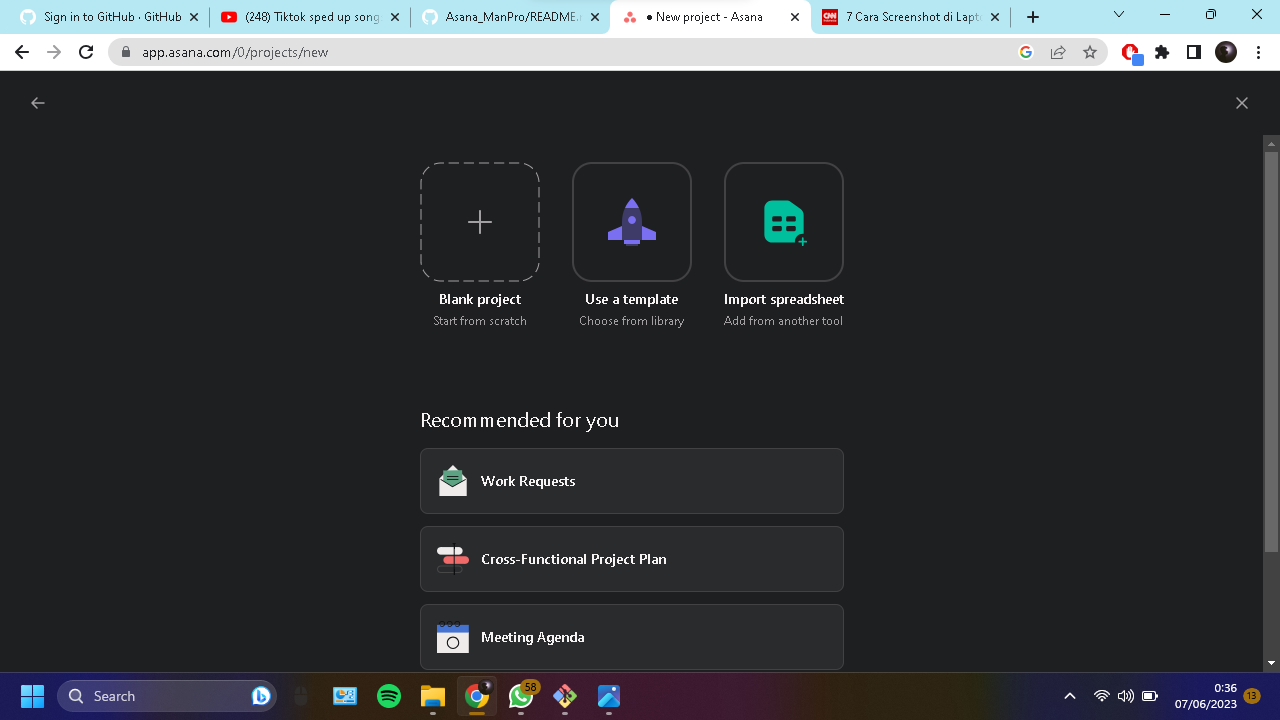 Sign in to GitHub · GitHub
(248) Tiktok sped up song
Asana_ManPro/README
• New project - Asana
CNN
7 Cara Screenshot di Lapt
app.asana.com/0/projects/new
Blank project
Use a template
Import spreadsheet
Start from scratch
Choose from library
Add from another tool
Recommended for you
Work Requests
Cross-Functional Project Plan
Meeting Agenda
Search
58
0:36
07/06/2023
13